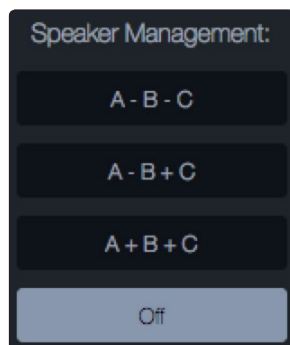 Speaker Management:
A - B - C
A - B + C
A + B + C
Off